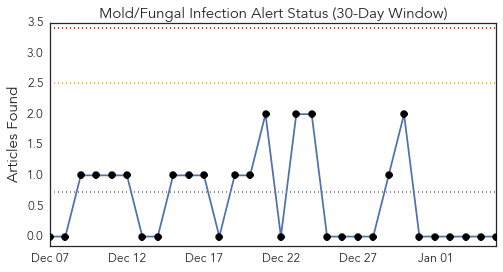 Mold/Fungal Infection Alert Status (30-Day Window)
Articles Found
3.5
3.0
2.5
2.0
1.5
1.0
0.5
0.0
Dec 07 Dec 12 Dec 17 Dec 22 Dec 27 Jan 01